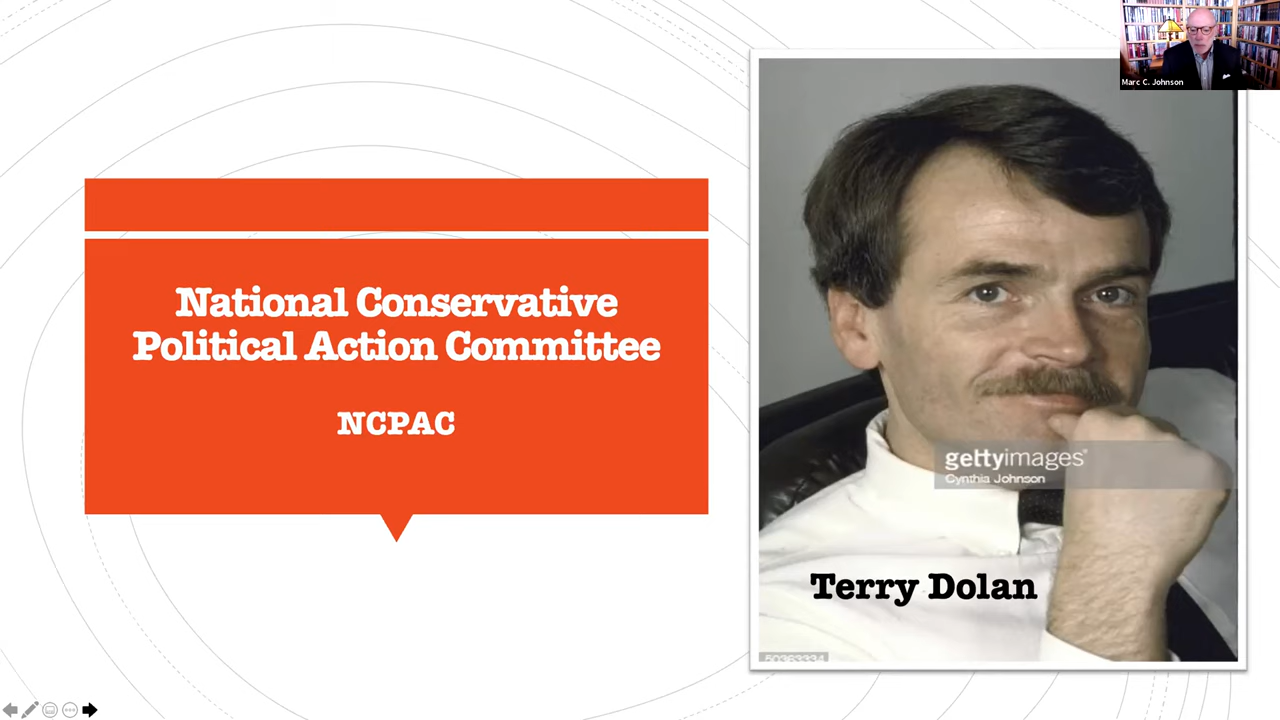 Marc C. Johnson
National Conservative
Political Action Committee
NCPAC
gettyimages®
Cynthia Johnson
Terry Dolan